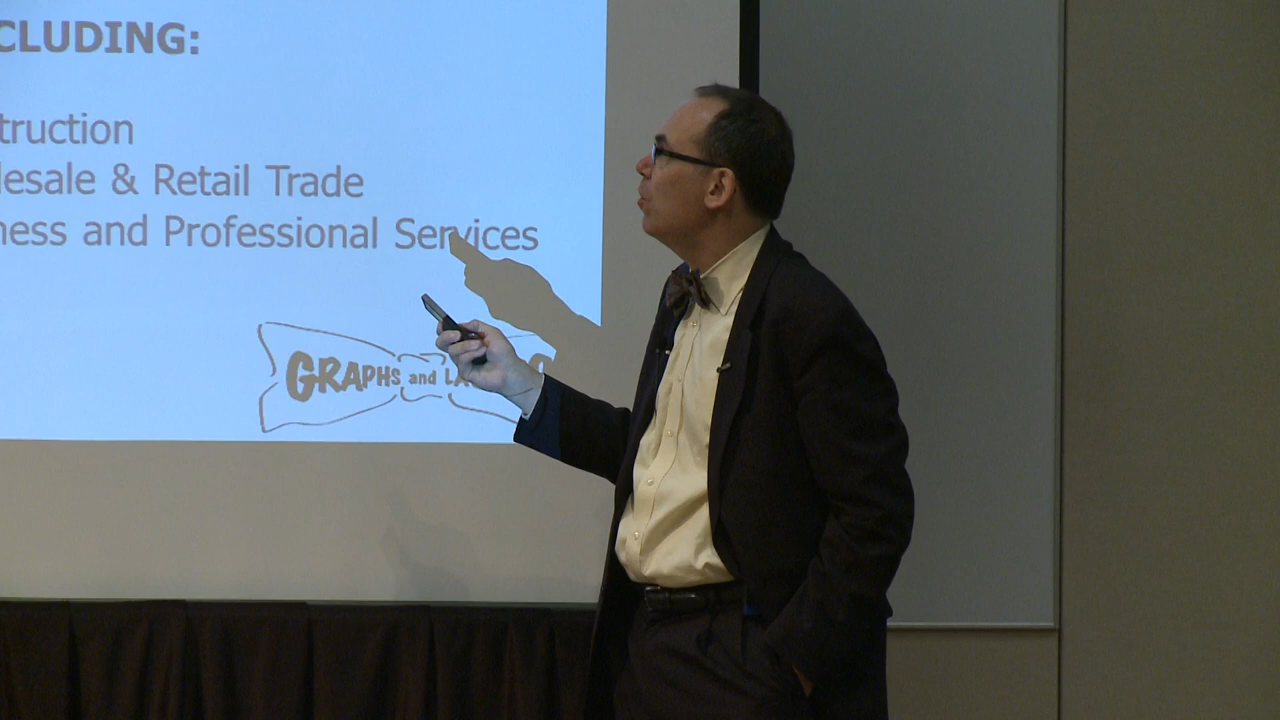 CLUDING:
truction
lesale & Retail Trade
ness and Professional Services
GRAPHS and